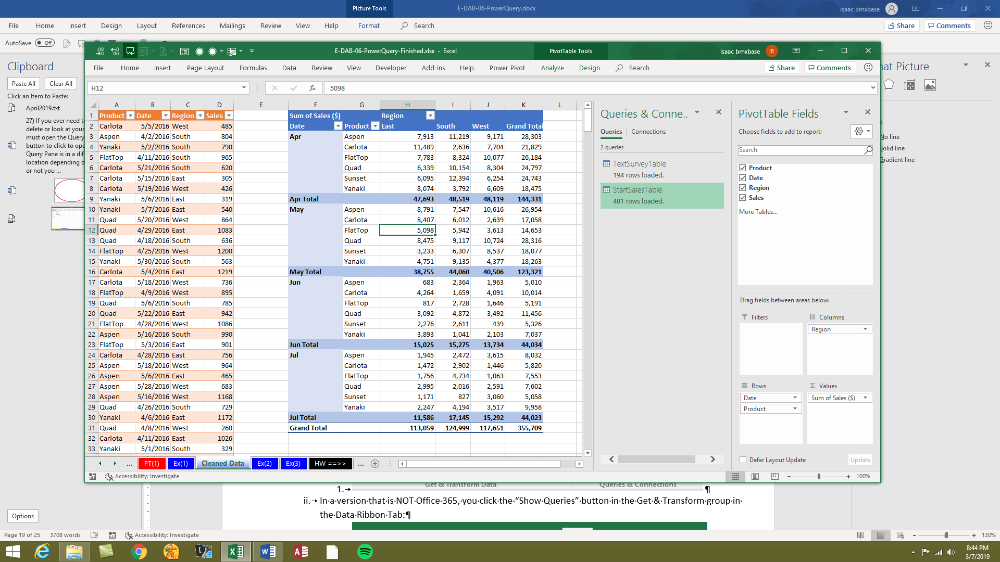 Picture Tools
E-DAB-06-PowerQuery.docx
isaac bmxbase
File Home Insert Design Layout References Mailings Review View Help Format Search
Share Comments
AutoSave Off
E-DAB-06-PowerQuery-Finished.xlsx - Excel
PivotTable Tools
isaac bmxbase IB
File Home Insert Page Layout Formulas Data Review View Developer Add-ins Help Power Pivot Analyze Design Search
Share Comments
Clipboard
Paste All Clear All
Click an Item to Paste:
April2019.txt
27) If you ever need t
delete or look at your
must open the Query
button to click to ope
Query Pane is in a dif
location depending o
or not you ...
Options
H12
fx 5098
A B C D E F G H I J K L
1 Product Date Region Sales Sum of Sales ($) Region
2 Carlota 5/5/2016 West 485 Date Product East South West Grand Total
3 Aspen 4/2/2016 South 804 Apr Aspen 7,913 11,219 9,171 28,303
4 Yanaki 5/2/2016 South 790 Carlota 11,489 2,636 7,704 21,829
5 FlatTop 4/11/2016 South 965 FlatTop 7,783 8,324 10,077 26,184
6 Carlota 5/21/2016 South 620 Quad 6,339 10,154 8,304 24,797
7 Carlota 5/15/2016 East 305 Sunset 6,095 12,394 6,254 24,743
8 Carlota 5/19/2016 West 426 Yanaki 8,074 3,792 6,609 18,475
9 Yanaki 5/6/2016 East 319 Apr Total 47,693 48,519 48,119 144,331
10 Yanaki 5/7/2016 East 540 May Aspen 8,791 7,547 10,616 26,954
11 Quad 5/20/2016 West 864 Carlota 8,407 6,012 2,639 17,058
12 Quad 4/29/2016 East 1083 FlatTop 5,098 5,942 3,613 14,653
13 Quad 4/18/2016 South 636 Quad 8,475 9,117 10,724 28,316
14 FlatTop 4/25/2016 West 1200 Sunset 3,233 6,307 8,537 18,077
15 Yanaki 5/30/2016 South 563 Yanaki 4,751 9,135 4,377 18,263
16 Carlota 5/4/2016 East 1219 May Total 38,755 44,060 40,506 123,321
17 Carlota 5/18/2016 West 736 Jun Aspen 683 2,364 1,963 5,010
18 FlatTop 4/9/2016 West 895 Carlota 4,264 1,659 4,091 10,014
19 Quad 5/6/2016 South 785 FlatTop 817 2,728 1,646 5,191
20 Quad 5/22/2016 East 942 Quad 3,092 4,872 3,492 11,456
21 FlatTop 4/28/2016 West 1086 Sunset 2,276 2,611 439 5,326
22 Aspen 5/16/2016 South 990 Yanaki 3,893 1,041 2,103 7,037
23 FlatTop 5/3/2016 East 901 Jun Total 15,025 15,275 13,734 44,034
24 Carlota 4/28/2016 East 756 Jul Aspen 1,945 2,472 3,615 8,032
25 Aspen 5/18/2016 West 964 Carlota 1,472 2,902 1,446 5,820
26 Aspen 5/6/2016 East 465 FlatTop 1,756 4,734 1,063 7,553
27 Aspen 5/28/2016 West 683 Quad 2,995 2,016 2,591 7,602
28 Aspen 5/16/2016 West 1168 Sunset 1,171 827 3,060 5,058
29 Quad 4/26/2016 South 729 Yanaki 2,247 4,194 3,517 9,958
30 Yanaki 4/6/2016 East 1172 Jul Total 11,586 17,145 15,292 44,023
31 Quad 4/8/2016 West 260 Grand Total 113,059 124,999 117,651 355,709
32 Carlota 4/11/2016 East 1026
33 Yanaki 5/1/2016 South 329
... PT(1) Ex(1) Cleaned Data Ex(2) Ex(3) HW ==>> ...
Accessibility: Investigate
100%
Queries & Conne...
Queries Connections
2 queries
TextSurveyTable
194 rows loaded.
StartSalesTable
481 rows loaded.
PivotTable Fields
Choose fields to add to report:
Search
Product
Date
Region
Sales
More Tables...
Drag fields between areas below:
Filters Columns
Region
Rows Σ Values
Date Sum of Sales ($)
Product
Defer Layout Update Update
nat Picture
No line
Solid line
Gradient line
1. Get & Transform Data Queries & Connections ¶
ii. In a version that is NOT Office 365, you click the “Show Queries” button in the Get & Transform group in
the Data Ribbon Tab:¶
Page 19 of 25 3708 words Accessibility: Investigate
130%
8:44 PM
3/7/2019